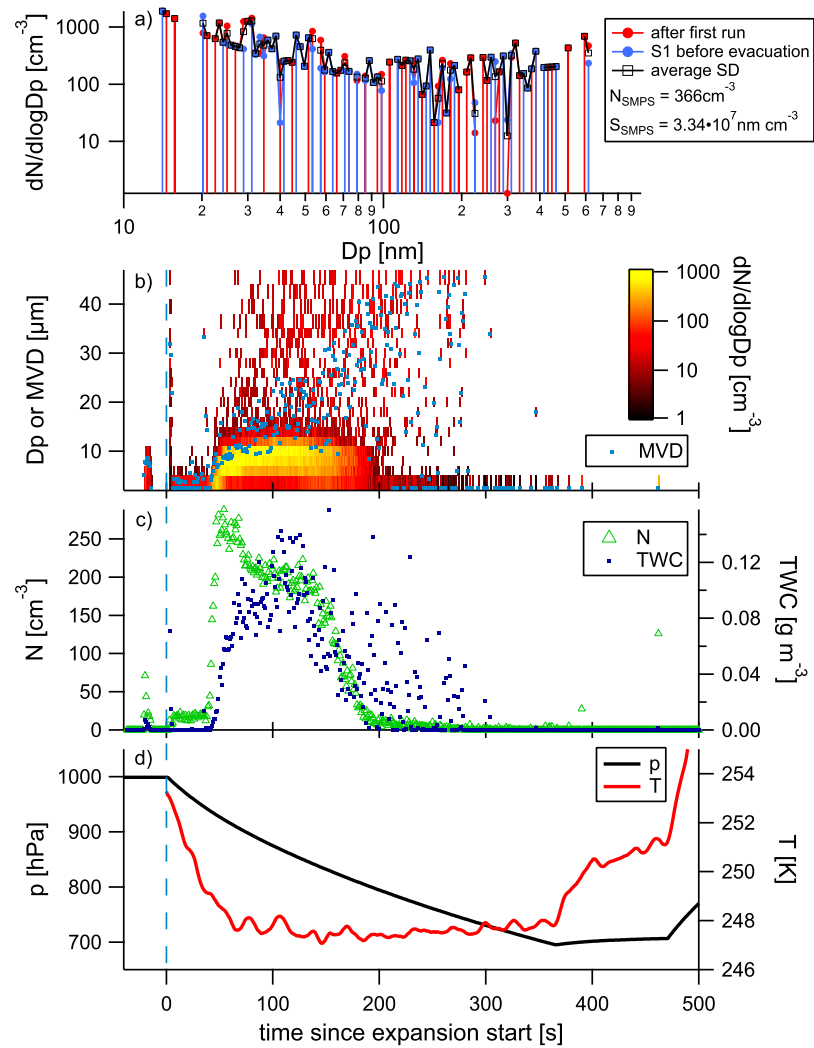 a)
dN/dlogDp [cm⁻³]
1000
100
10
after first run
S1 before evacuation
average SD
N_SMPS = 366cm⁻³
S_SMPS = 3.34•10⁷nm cm⁻³
2 3 4 5 6 7 8 9 2 3 4 5 6 7 8 9
10 100
Dp [nm]
b)
Dp or MVD [µm]
40
30
20
10
1000
100
10
1
dN/dlogDp [cm⁻³]
MVD
c)
N [cm⁻³]
250
200
150
100
50
0
N
TWC
0.12
0.08
0.04
0.00
TWC [g m⁻³]
d)
p [hPa]
1000
900
800
700
p
T
254
252
250
248
246
T [K]
0 100 200 300 400 500
time since expansion start [s]